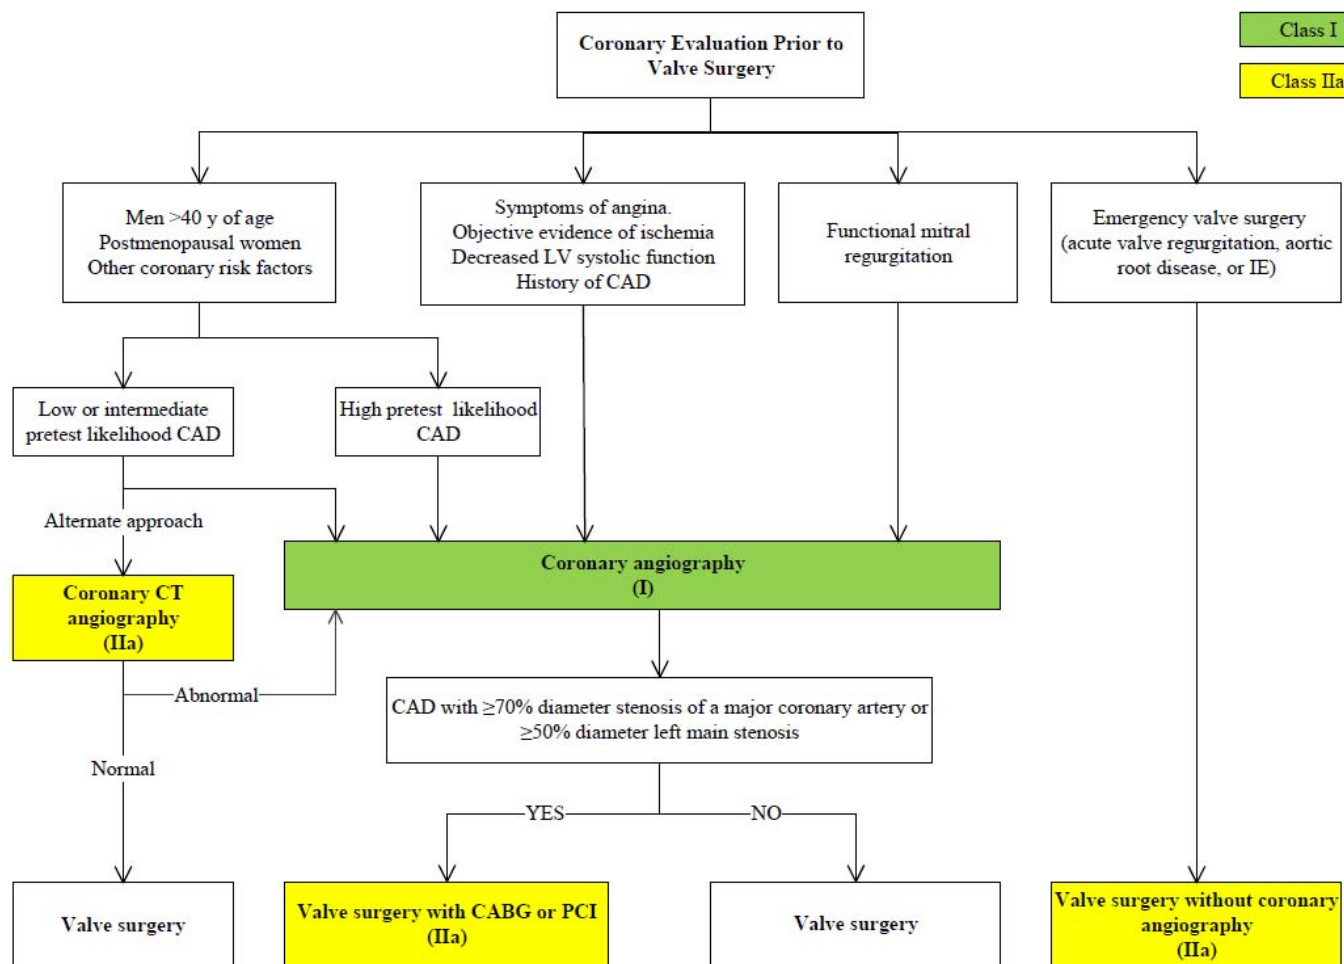 Coronary Evaluation Prior to
Valve Surgery
Class I
Class IIa
Men >40 y of age
Postmenopausal women
Other coronary risk factors
Symptoms of angina.
Objective evidence of ischemia
Decreased LV systolic function
History of CAD
Functional mitral
regurgitation
Emergency valve surgery
(acute valve regurgitation, aortic
root disease, or IE)
Low or intermediate
pretest likelihood CAD
High pretest likelihood
CAD
Alternate approach
Coronary angiography
(I)
Coronary CT
angiography
(IIa)
Abnormal
CAD with ≥70% diameter stenosis of a major coronary artery or
≥50% diameter left main stenosis
Normal
YES
NO
Valve surgery
Valve surgery with CABG or PCI
(IIa)
Valve surgery
Valve surgery without coronary
angiography
(IIa)